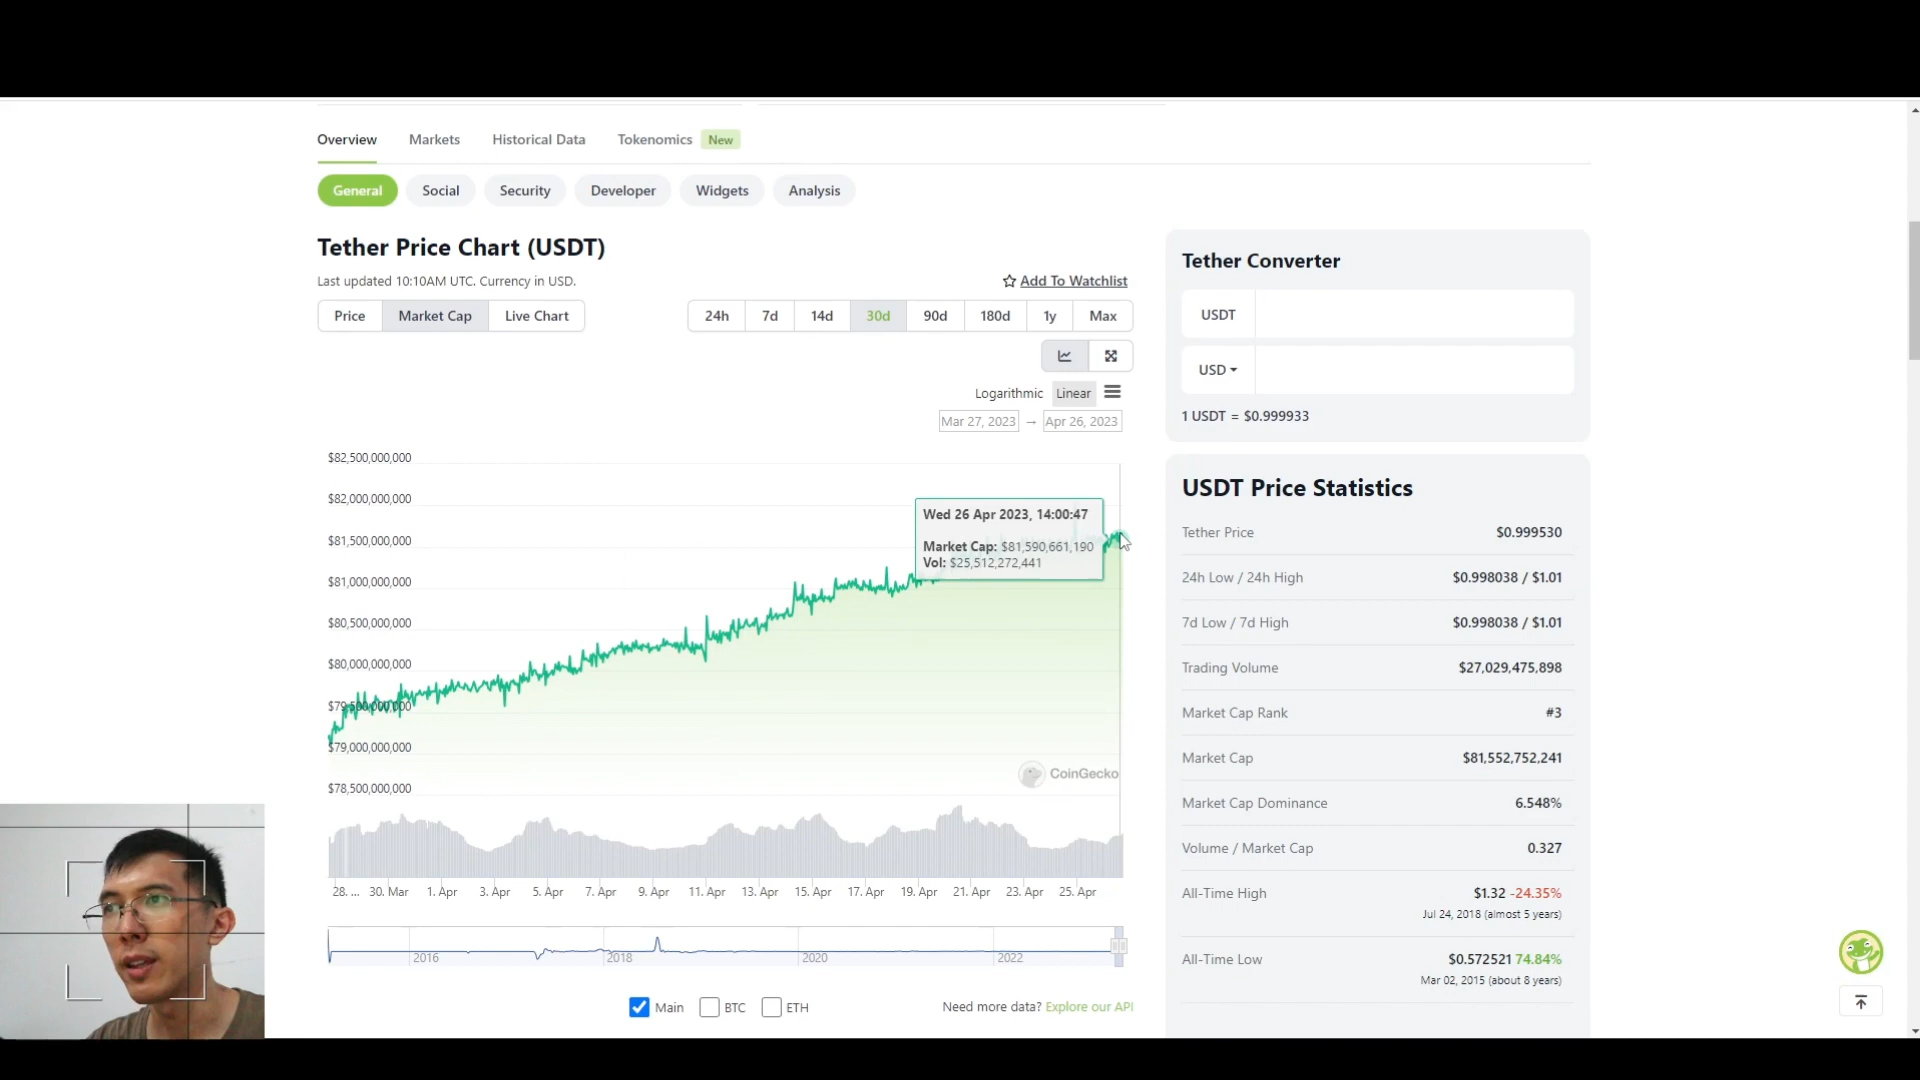 Overview Markets Historical Data Tokenomics New
General Social Security Developer Widgets Analysis
Tether Price Chart (USDT)
Last updated 10:10AM UTC. Currency in USD.
Add To Watchlist
Price Market Cap Live Chart
24h 7d 14d 30d 90d 180d 1y Max
Logarithmic Linear
Mar 27, 2023 → Apr 26, 2023
$82,500,000,000
$82,000,000,000
$81,500,000,000
$81,000,000,000
$80,500,000,000
$80,000,000,000
$79,500,000,000
$79,000,000,000
$78,500,000,000
Wed 26 Apr 2023, 14:00:47
Market Cap: $81,590,661,190
Vol: $25,512,272,441
CoinGecko
28. ... 30. Mar 1. Apr 3. Apr 5. Apr 7. Apr 9. Apr 11. Apr 13. Apr 15. Apr 17. Apr 19. Apr 21. Apr 23. Apr 25. Apr
2016 2018 2020 2022
Main BTC ETH
Need more data? Explore our API
Tether Converter
USDT
USD
1 USDT = $0.999933
USDT Price Statistics
Tether Price $0.999530
24h Low / 24h High $0.998038 / $1.01
7d Low / 7d High $0.998038 / $1.01
Trading Volume $27,029,475,898
Market Cap Rank #3
Market Cap $81,552,752,241
Market Cap Dominance 6.548%
Volume / Market Cap 0.327
All-Time High $1.32 -24.35%
Jul 24, 2018 (almost 5 years)
All-Time Low $0.572521 74.84%
Mar 02, 2015 (about 8 years)